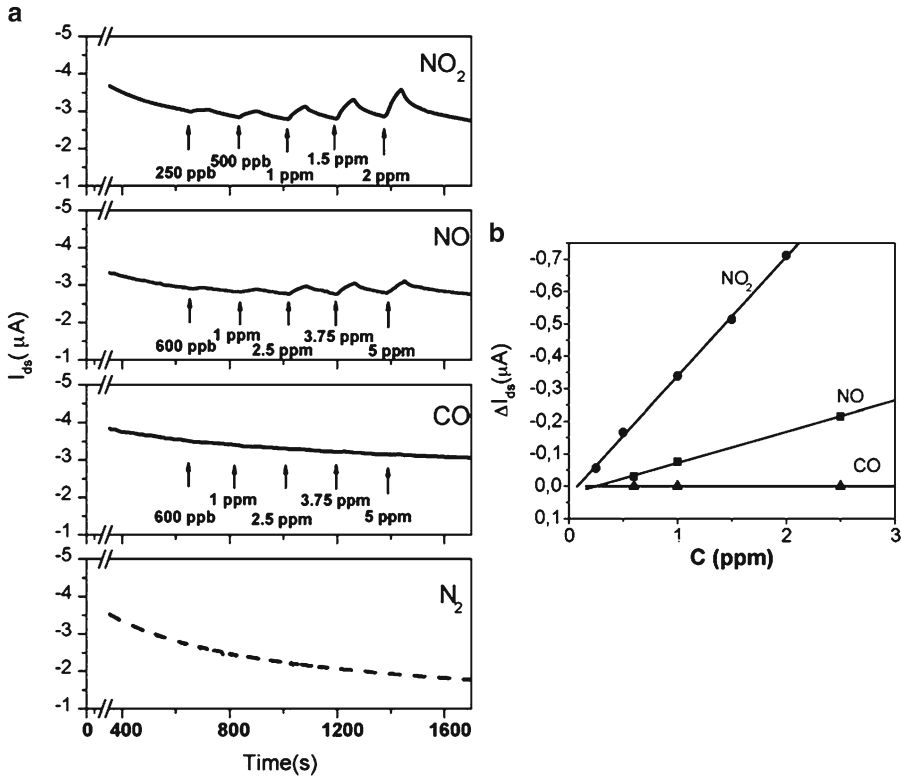 a
-5
-4
-3
-2
-1
NO2
250 ppb
500 ppb
1 ppm
1.5 ppm
2 ppm
-5
-3
-2
-1
NO
600 ppb
1 ppm
2.5 ppm
3.75 ppm
5 ppm
-5
-4
-3
-2
-1
CO
600 ppb
1 ppm
2.5 ppm
3.75 ppm
5 ppm
-5
-4
-3
-2
-1
N2
0 400 800 1200 1600
Time(s)
Ids(μA)
b
-0,7
-0,6
-0,5
-0,4
-0,3
-0,2
-0,1
0,0
0,1
ΔIds(μA)
NO2
NO
CO
0 1 2 3
C (ppm)